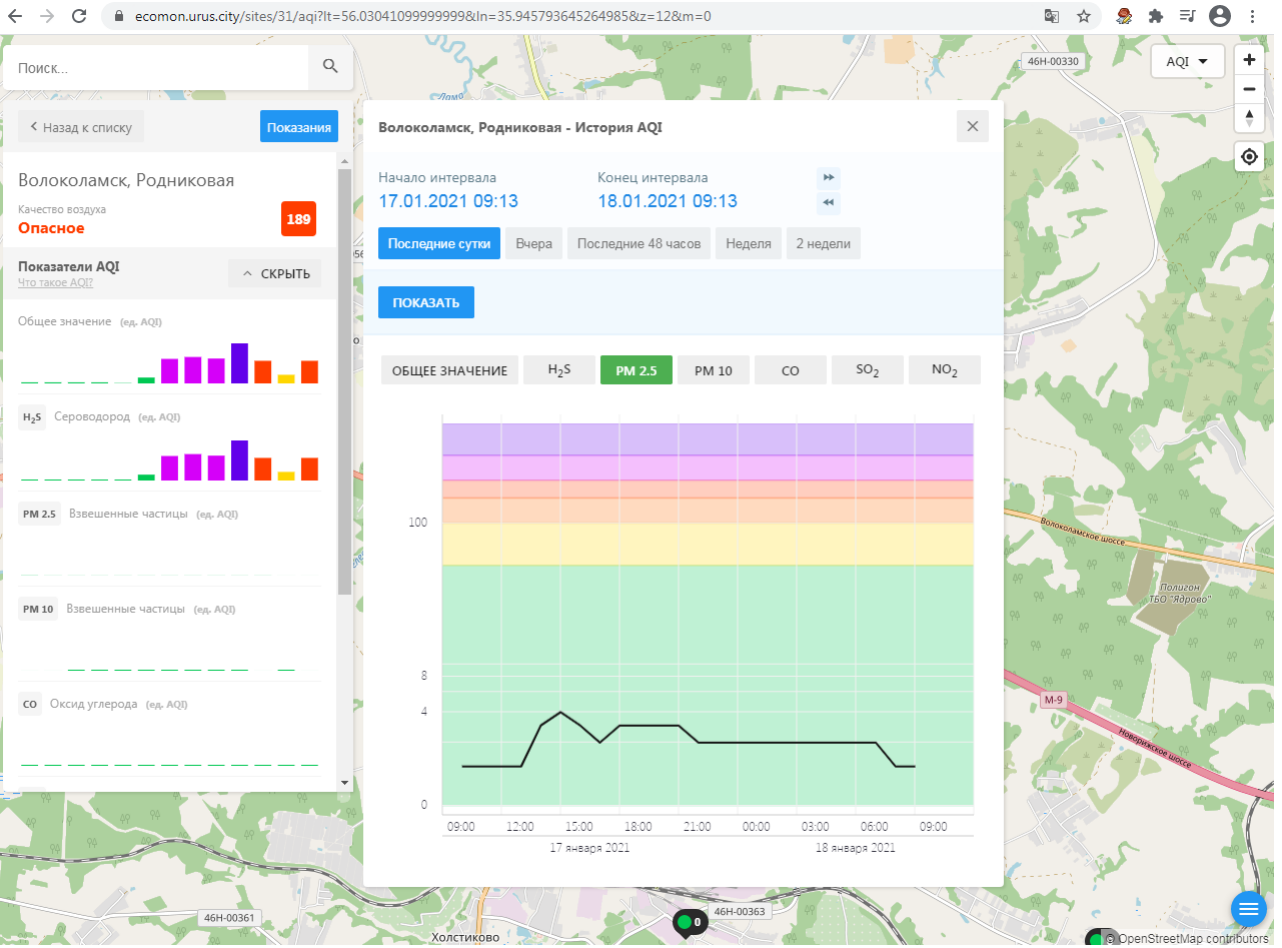 ecomon.urus.city/sites/31/aqi?lt=56.03041099999999&ln=35.945793645264985&z=12&m=0
Поиск...
46Н-00330
AQI
Назад к списку
Показания
Волоколамск, Родниковая - История AQI
Волоколамск, Родниковая
Качество воздуха
Опасное
189
Начало интервала
Конец интервала
17.01.2021 09:13
18.01.2021 09:13
Последние сутки
Вчера
Последние 48 часов
Неделя
2 недели
Показатели AQI
Что такое AQI?
СКРЫТЬ
ПОКАЗАТЬ
Общее значение (ед. AQI)
H2S Сероводород (ед. AQI)
PM 2.5 Взвешенные частицы (ед. AQI)
PM 10 Взвешенные частицы (ед. AQI)
CO Оксид углерода (ед. AQI)
ОБЩЕЕ ЗНАЧЕНИЕ
H2S
PM 2.5
PM 10
CO
SO2
NO2
100
8
4
0
09:00
12:00
15:00
18:00
21:00
00:00
03:00
06:00
09:00
17 января 2021
18 января 2021
Волоколамское шоссе
Полигон
ТБО "Ядрово"
М-9
Новорижское шоссе
46Н-00361
46Н-00363
0
Холстиково
© OpenStreetMap contributors